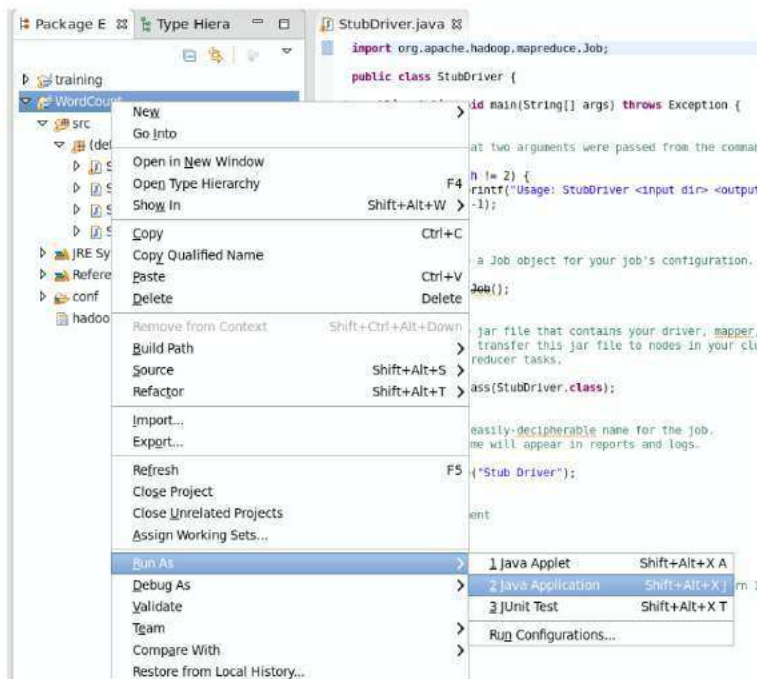 Package E
Type Hiera
StubDriver.java
import org.apache.hadoop.mapreduce.Job;
public class StubDriver {
training
WordCount
src
(def
JRE Sy
Refere
conf
hadoo
id main(String[] args) throws Exception {
at two arguments were passed from the comman
h != 2) {
rintf("Usage: StubDriver <input dir> <output
-1);
a Job object for your job's configuration.
Job();
jar file that contains your driver, mapper,
transfer this jar file to nodes in your clu
reducer tasks.
ass(StubDriver.class);
easily-decipherable name for the job.
me will appear in reports and logs.
("Stub Driver");
ent
rn 1
New
Go Into
Open in New Window
Open Type Hierarchy F4
Show In Shift+Alt+W
Copy Ctrl+C
Copy Qualified Name
Paste Ctrl+V
Delete Delete
Remove from Context Shift+Ctrl+Alt+Down
Build Path
Source Shift+Alt+S
Refactor Shift+Alt+T
Import...
Export...
Refresh F5
Close Project
Close Unrelated Projects
Assign Working Sets...
Run As
Debug As
Validate
Team
Compare With
Restore from Local History...
1 Java Applet Shift+Alt+X A
2 Java Application Shift+Alt+X J
3 JUnit Test Shift+Alt+X T
Run Configurations...